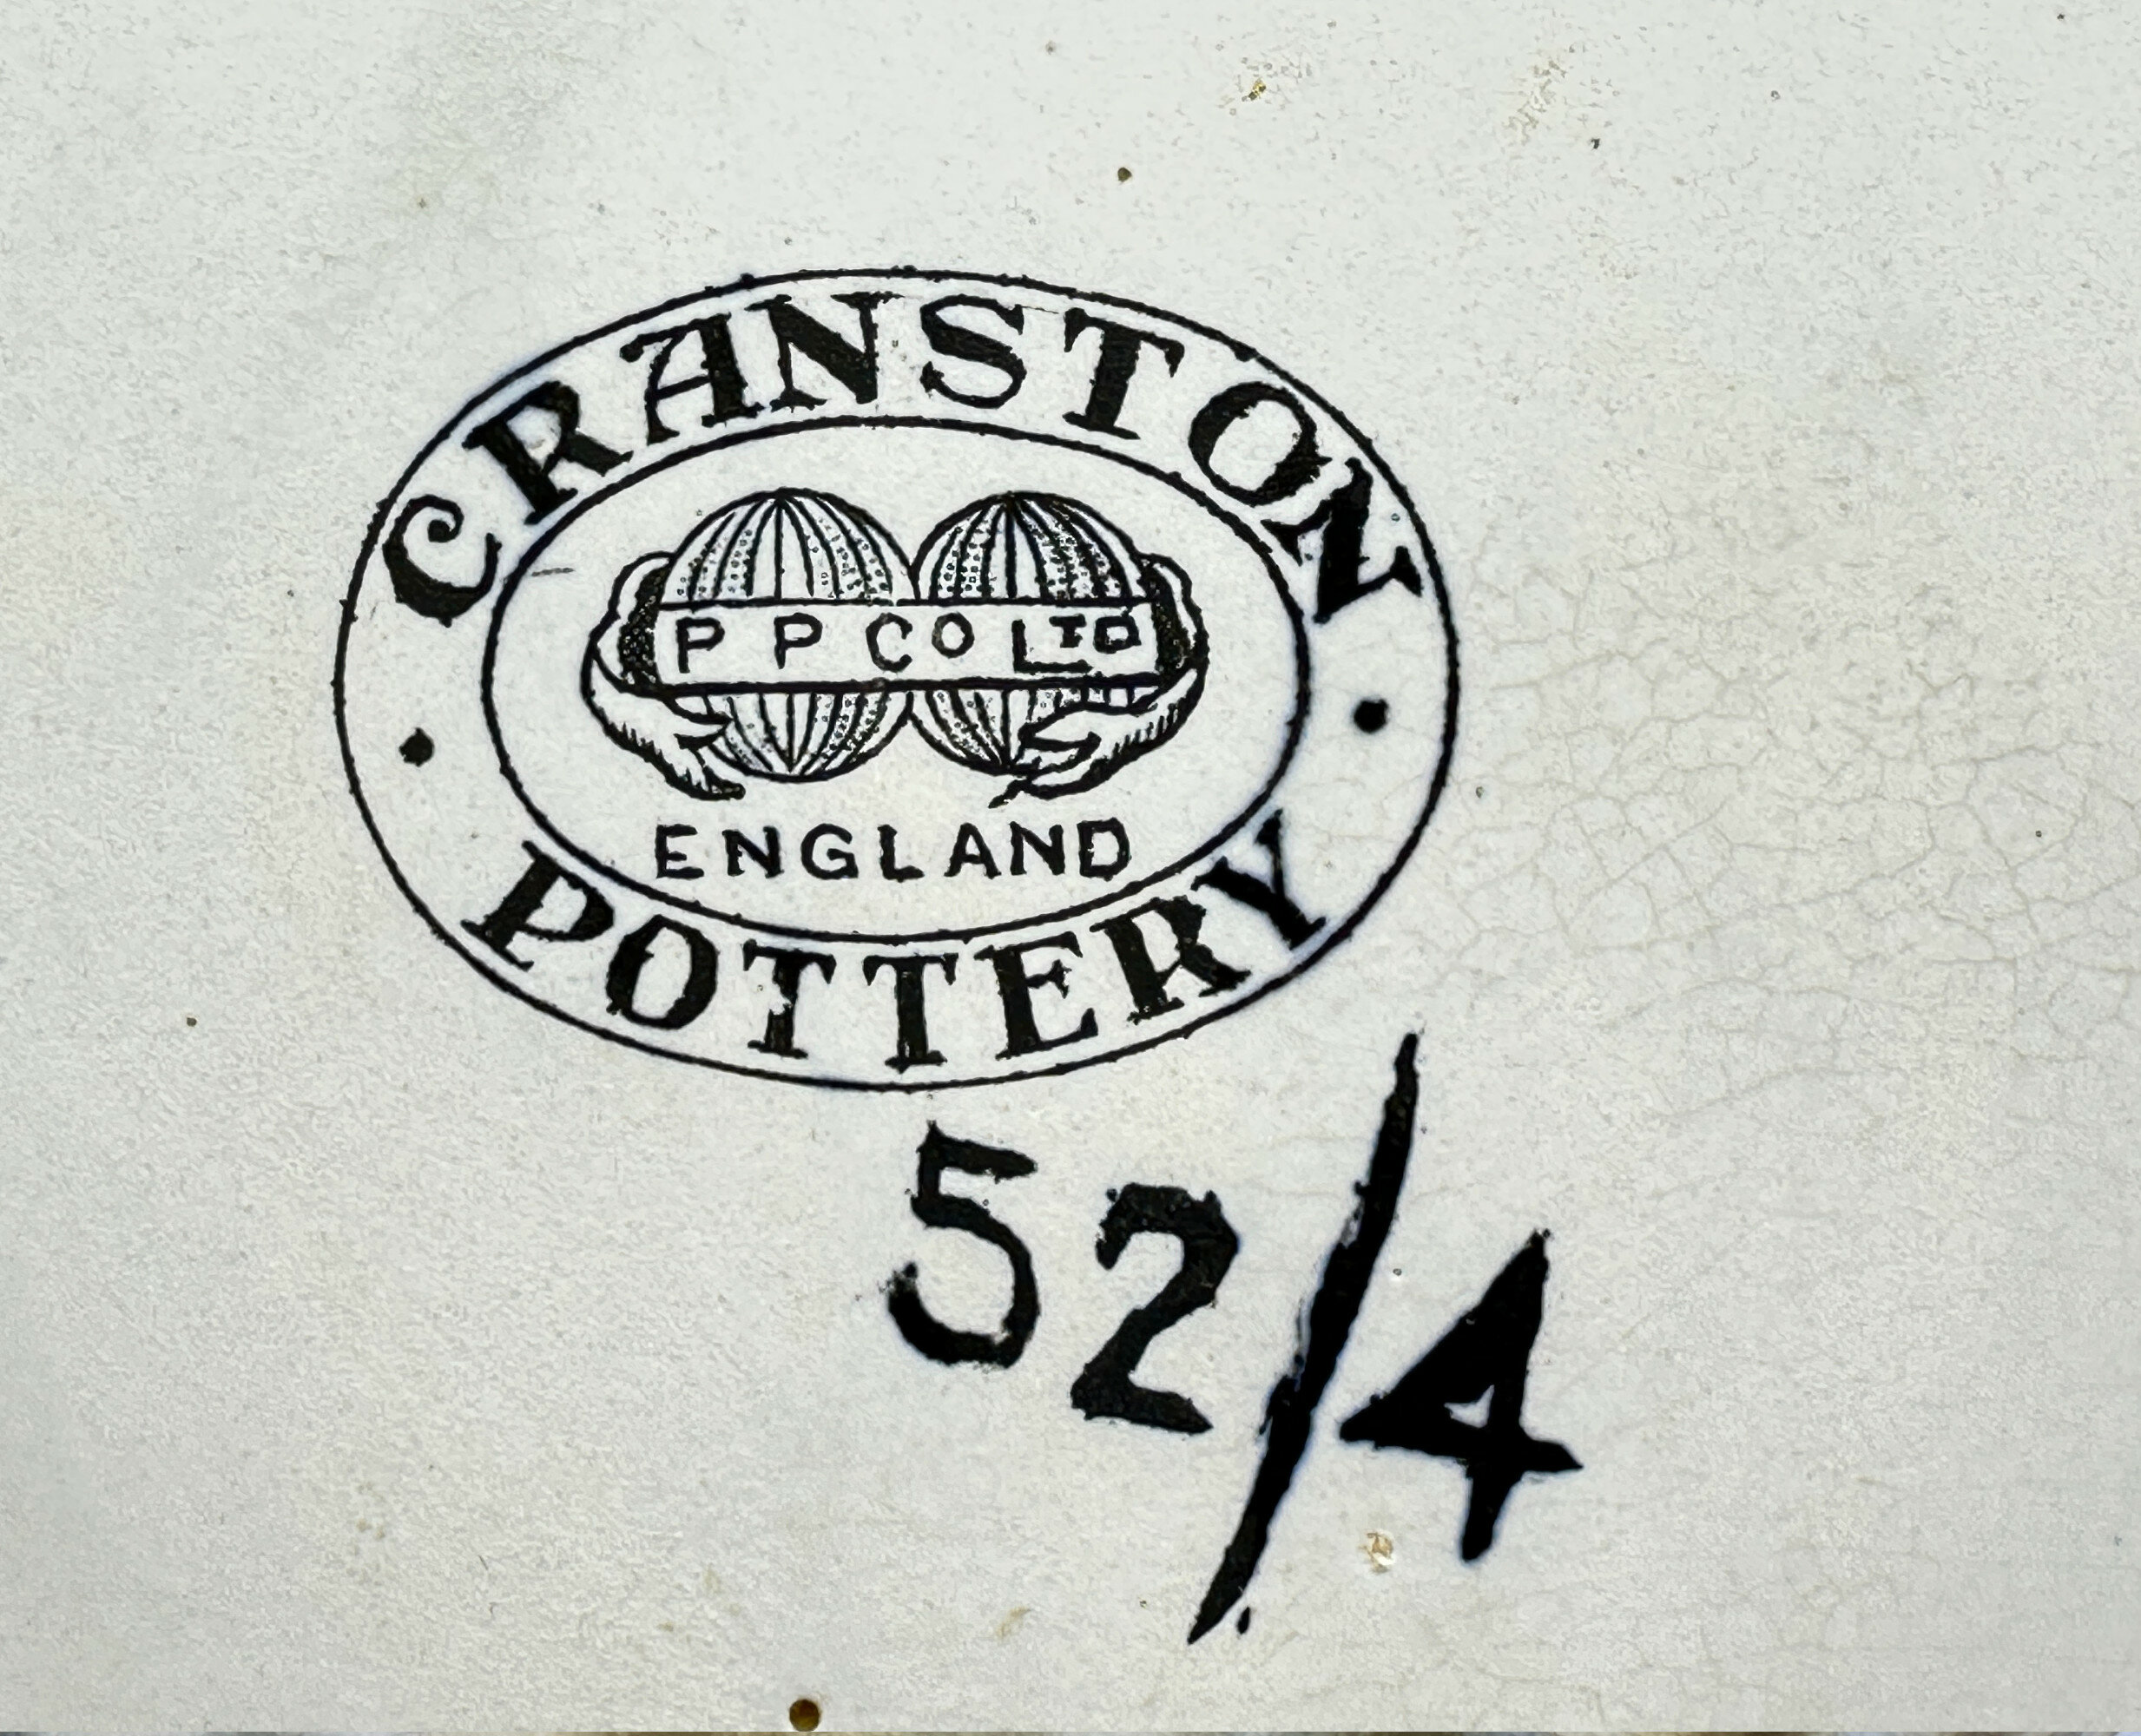 CRANSTON
P P CO LTD
ENGLAND
POTTERY
52/4